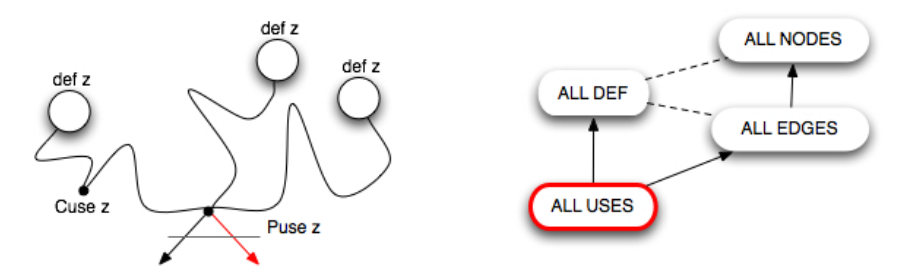 def z
def z
def z
Cuse z
Puse z
ALL NODES
ALL DEF
ALL EDGES
ALL USES